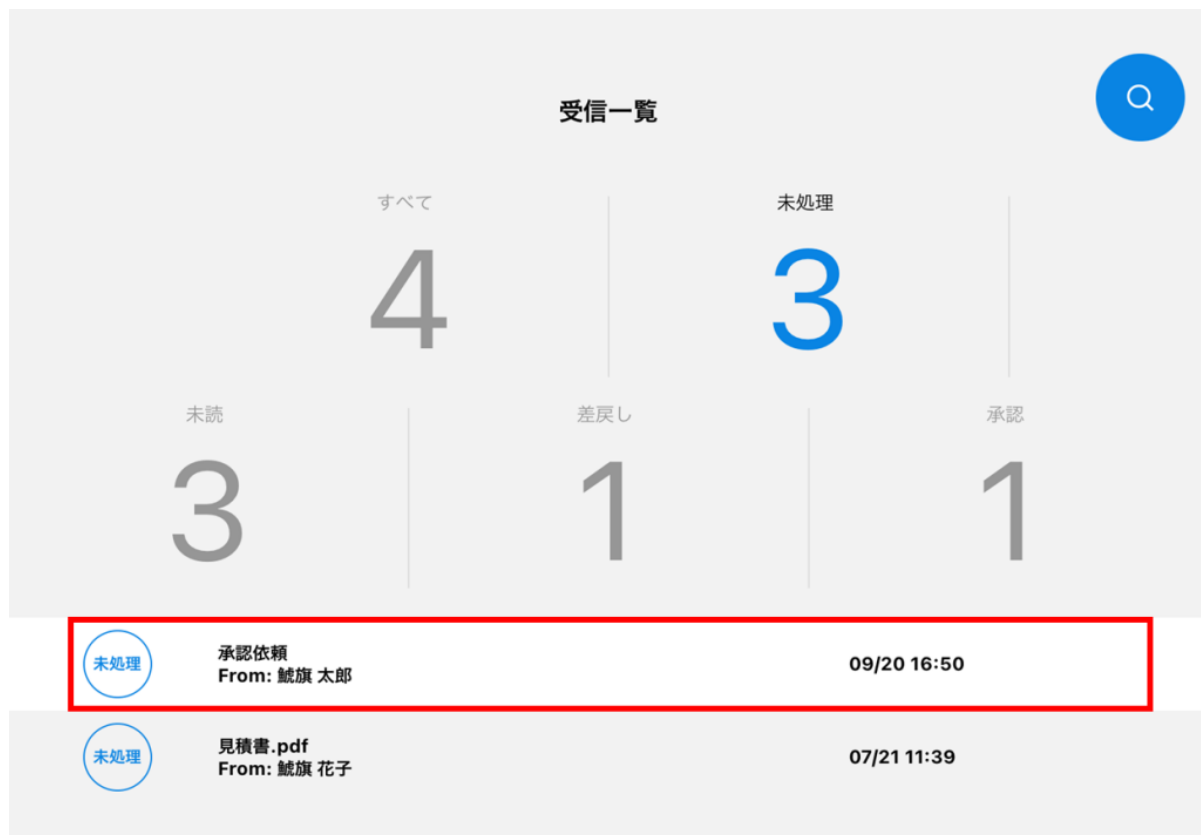 受信一覧
すべて
未処理
4
3
未読
差戻し
承認
3
1
1
未処理
承認依頼
From: 鯱旗 太郎
09/20 16:50
未処理
見積書.pdf
From: 鯱旗 花子
07/21 11:39